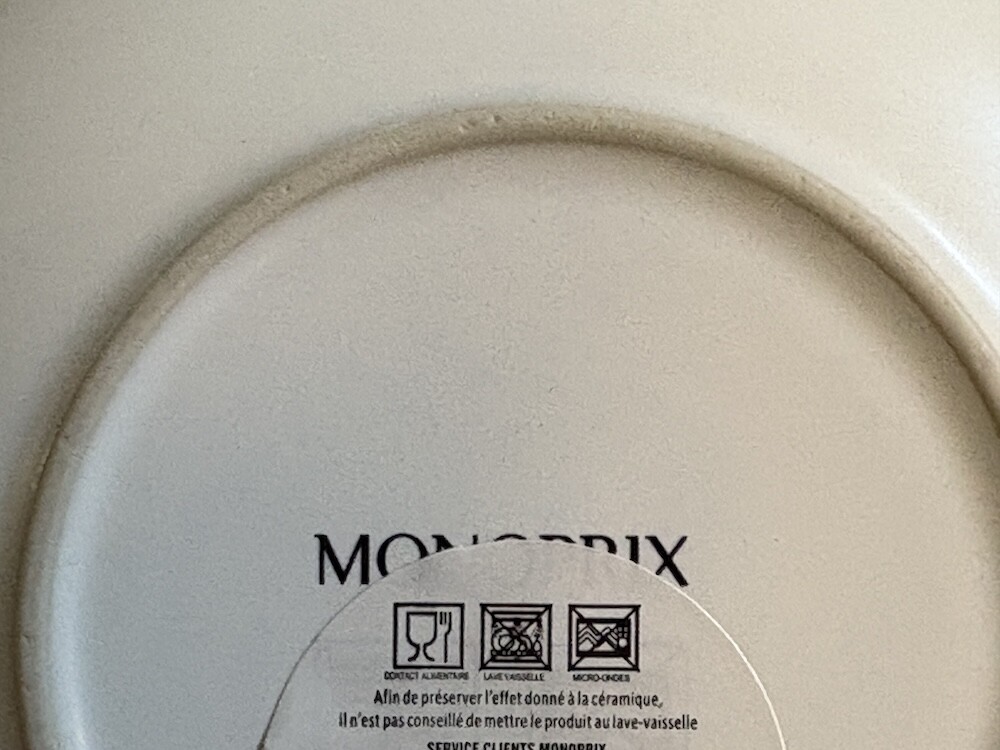 MONOPRIX
CONTACT ALIMENTAIRE LAVE VAISSELLE MICRO-ONDES
Afin de préserver l'effet donné à la céramique,
il n'est pas conseillé de mettre le produit au lave-vaisselle
SERVICE CLIENTS MONOPRIX